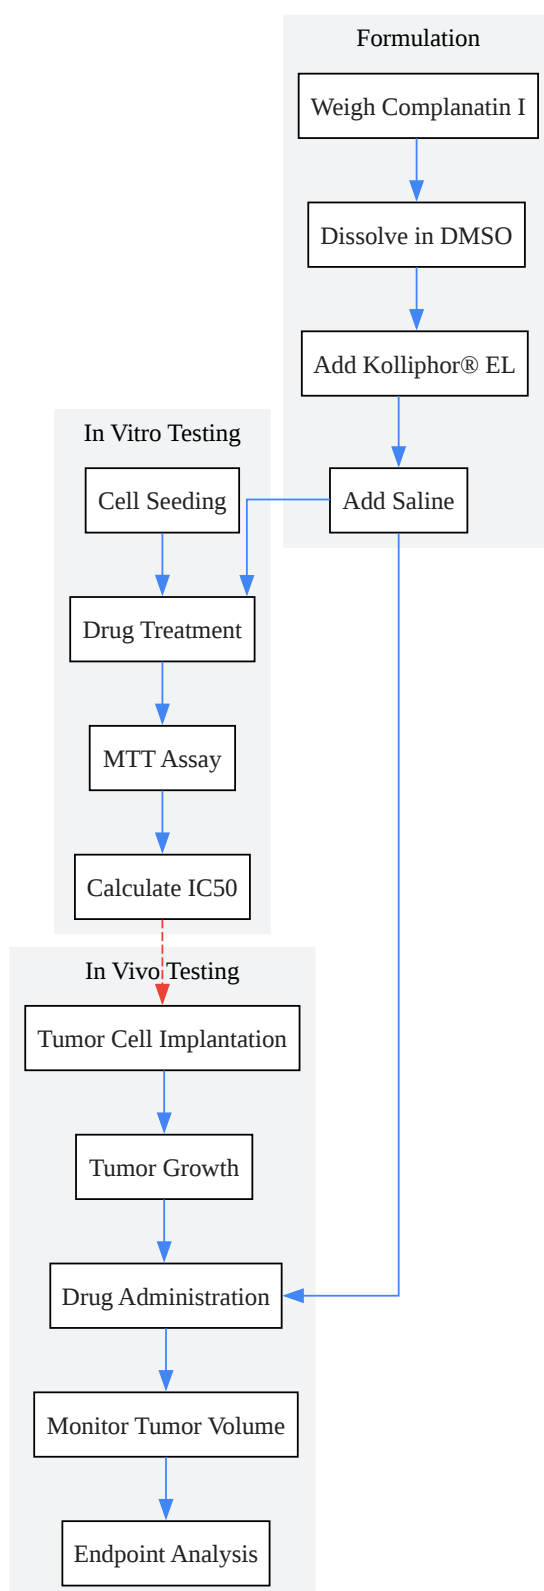 Formulation
Weigh Complanatin I
Dissolve in DMSO
Add Kolliphor® EL
Add Saline
In Vitro Testing
Cell Seeding
Drug Treatment
MTT Assay
Calculate IC50
In Vivo Testing
Tumor Cell Implantation
Tumor Growth
Drug Administration
Monitor Tumor Volume
Endpoint Analysis